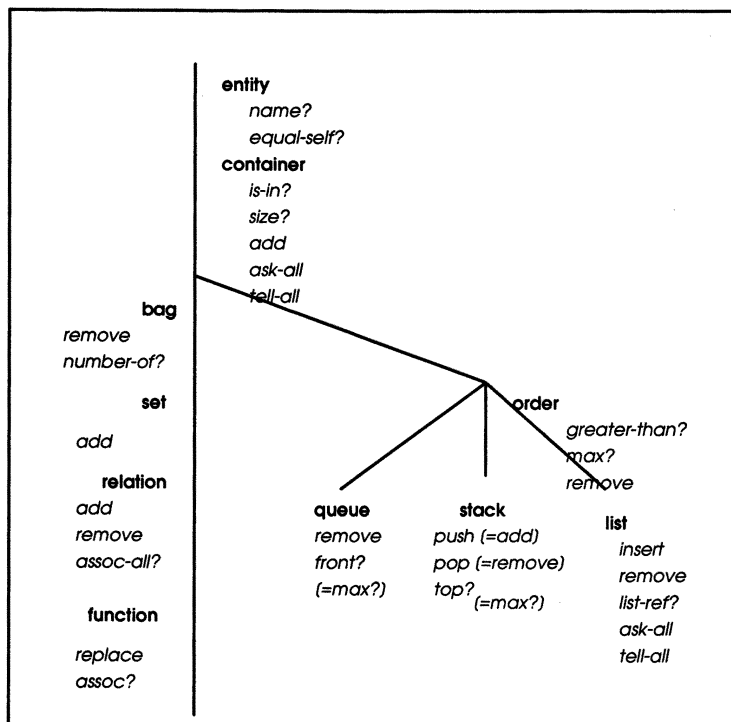 entity
name?
equal-self?
container
is-in?
size?
add
ask-all
tell-all
bag
remove
number-of?
set
add
relation
add
remove
assoc-all?
function
replace
assoc?
order
greater-than?
max?
remove
queue
remove
front?
(=max?)
stack
push (=add)
pop (=remove)
top?
(=max?)
list
insert
remove
list-ref?
ask-all
tell-all